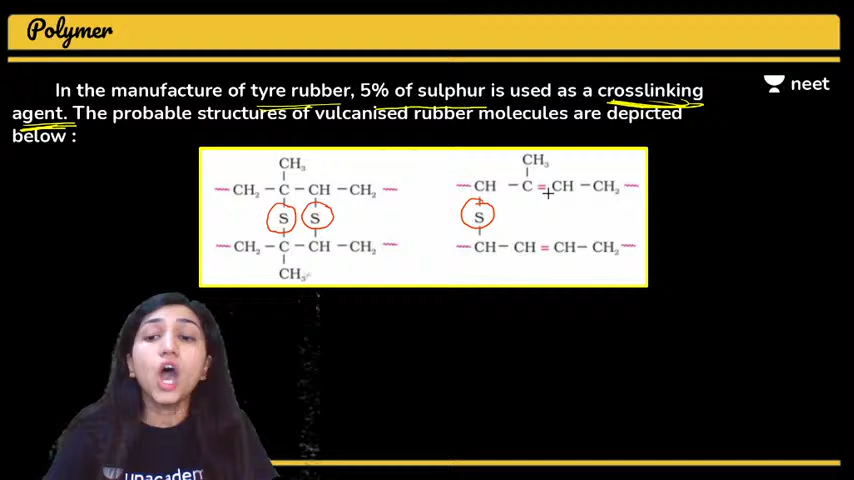 Polymer
In the manufacture of tyre rubber, 5% of sulphur is used as a crosslinking
neet
agent. The probable structures of vulcanised rubber molecules are depicted
below :
CH₃ CH₃
CH₂ − C − CH − CH₂ CH − C = CH − CH₂
S S S
CH₂ − C − CH − CH₂ CH − CH = CH − CH₂
CH₃
unacadem